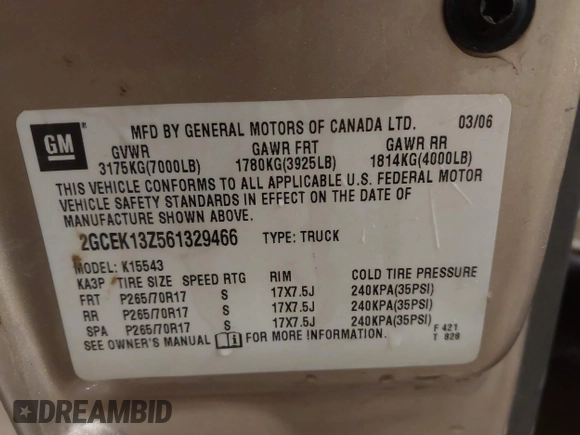 GM ®
MFD BY GENERAL MOTORS OF CANADA LTD. 03/06
GVWR GAWR FRT GAWR RR
3175KG(7000LB) 1780KG(3925LB) 1814KG(4000LB)
THIS VEHICLE CONFORMS TO ALL APPLICABLE U.S. FEDERAL MOTOR
VEHICLE SAFETY STANDARDS IN EFFECT ON THE DATE OF
MANUFACTURE SHOWN ABOVE.
2GCEK13Z561329466 TYPE: TRUCK
MODEL: K15543
KA3P TIRE SIZE SPEED RTG RIM COLD TIRE PRESSURE
FRT P265/70R17 S 17X7.5J 240KPA(35PSI)
RR P265/70R17 S 17X7.5J 240KPA(35PSI)
SPA P265/70R17 S 17X7.5J 240KPA(35PSI)
SEE OWNER'S MANUAL i FOR MORE INFORMATION. F 421
T 828
DREAMBID